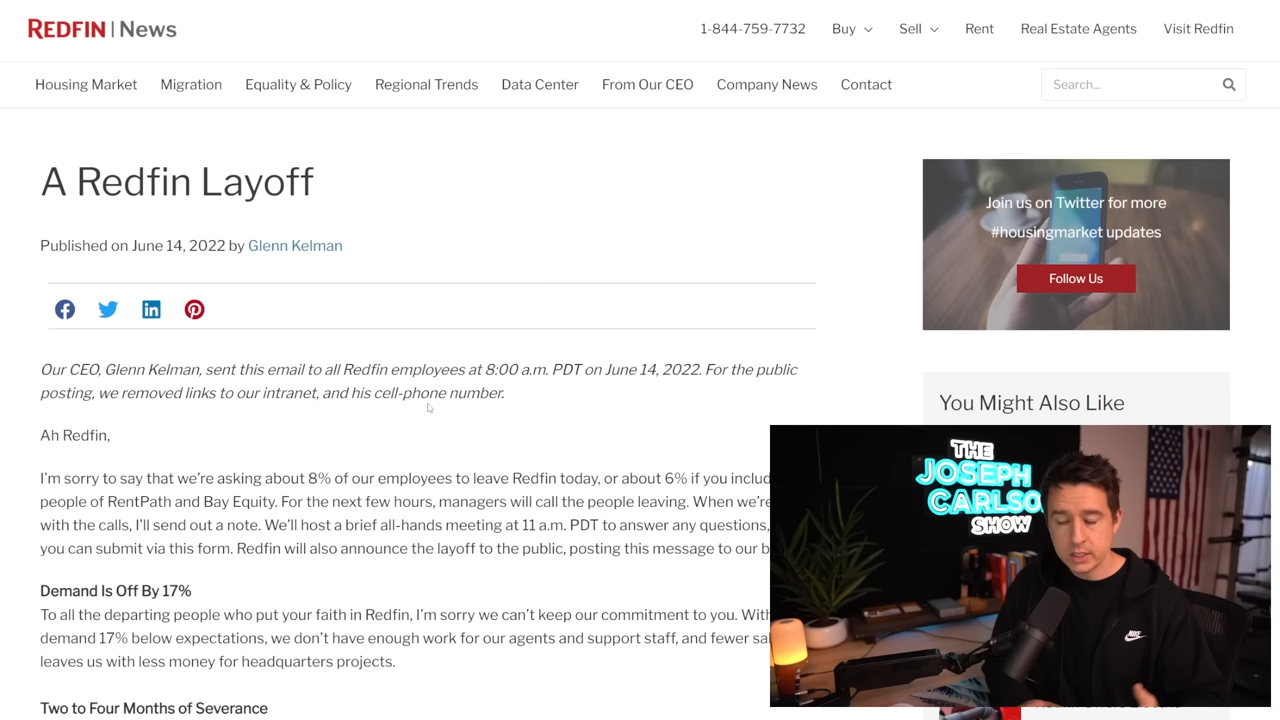 REDFIN | News
1-844-759-7732 Buy Sell Rent Real Estate Agents Visit Redfin
Housing Market Migration Equality & Policy Regional Trends Data Center From Our CEO Company News Contact
Search...
A Redfin Layoff
Published on June 14, 2022 by Glenn Kelman
Our CEO, Glenn Kelman, sent this email to all Redfin employees at 8:00 a.m. PDT on June 14, 2022. For the public
posting, we removed links to our intranet, and his cell-phone number.
Ah Redfin,
I'm sorry to say that we're asking about 8% of our employees to leave Redfin today, or about 6% if you includ
people of RentPath and Bay Equity. For the next few hours, managers will call the people leaving. When we're
with the calls, I'll send out a note. We'll host a brief all-hands meeting at 11 a.m. PDT to answer any questions,
you can submit via this form. Redfin will also announce the layoff to the public, posting this message to our b
Demand Is Off By 17%
To all the departing people who put your faith in Redfin, I'm sorry we can't keep our commitment to you. With
demand 17% below expectations, we don't have enough work for our agents and support staff, and fewer sa
leaves us with less money for headquarters projects.
Two to Four Months of Severance
Join us on Twitter for more
#housingmarket updates
Follow Us
You Might Also Like
THE
JOSEPH
CARLSO
SHOW